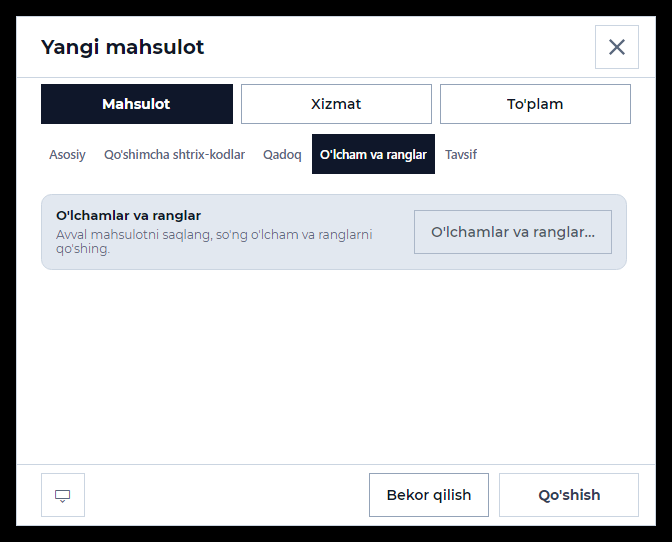 Yangi mahsulot
Mahsulot
Xizmat
To'plam
Asosiy
Qo'shimcha shtrix-kodlar
Qadoq
O'lcham va ranglar
Tavsif
O'lchamlar va ranglar
Avval mahsulotni saqlang, so'ng o'lcham va ranglarni
qo'shing.
O'lchamlar va ranglar...
Bekor qilish
Qo'shish